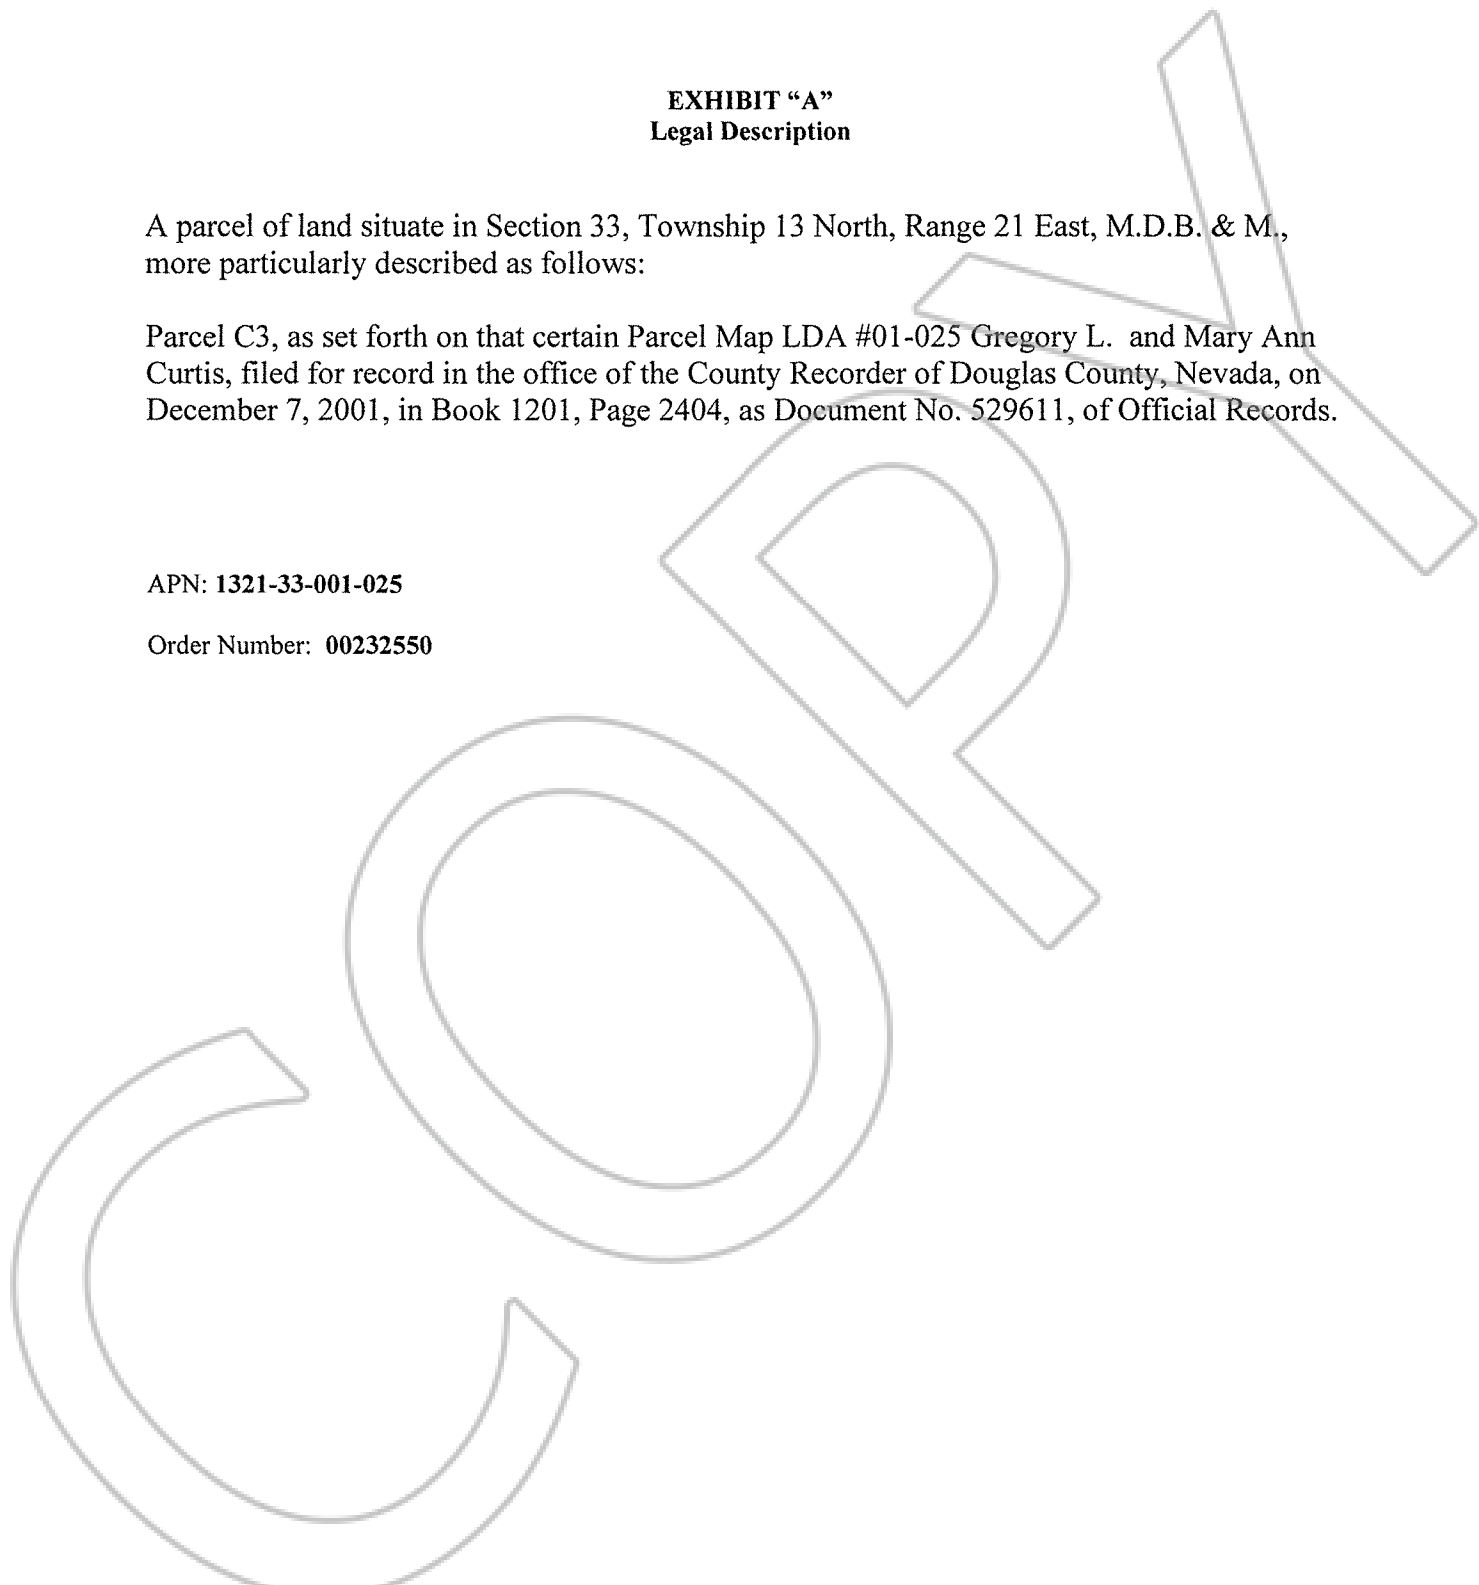 EXHIBIT “A”
Legal Description
A parcel of land situate in Section 33, Township 13 North, Range 21 East, M.D.B. & M.,
more particularly described as follows:
Parcel C3, as set forth on that certain Parcel Map LDA #01-025 Gregory L.  and Mary Ann
Curtis, filed for record in the office of the County Recorder of Douglas County, Nevada, on
December 7, 2001, in Book 1201, Page 2404, as Document No. 529611, of Official Records.
APN: 1321-33-001-025
Order Number:  00232550
COPY